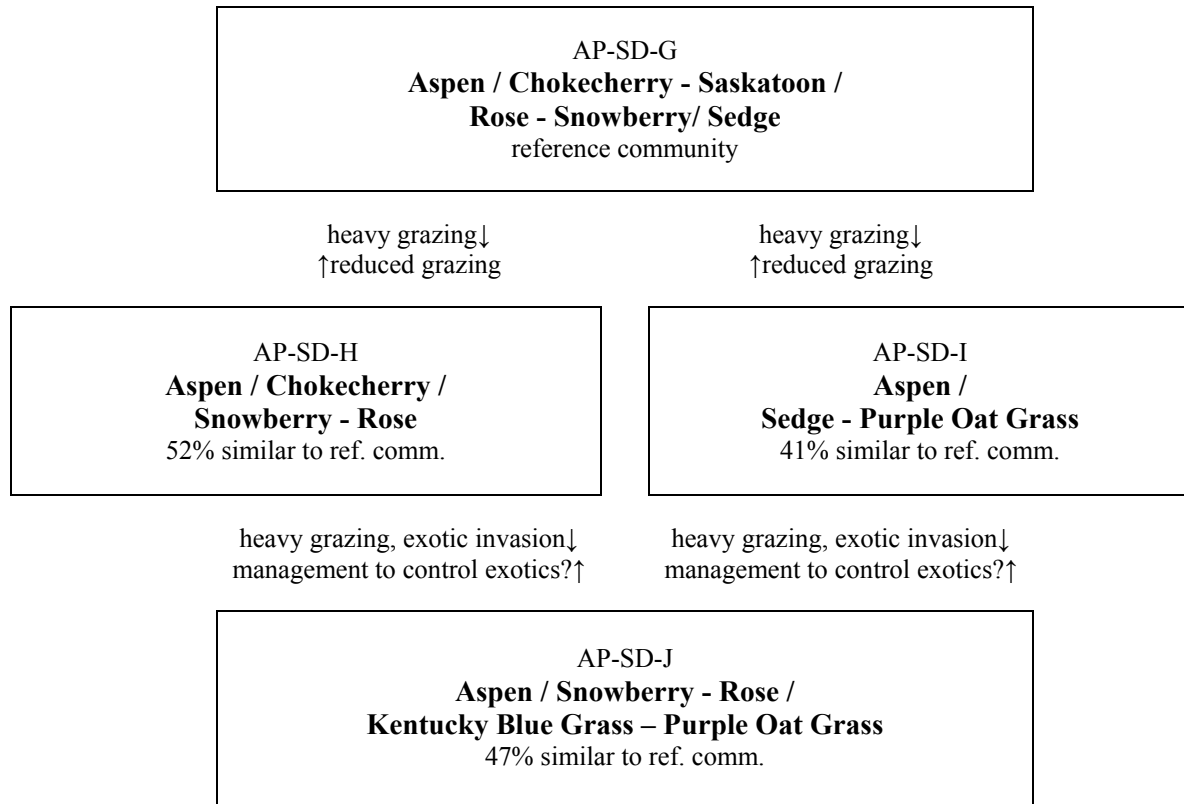 AP-SD-G
Aspen / Chokecherry - Saskatoon /
Rose - Snowberry/ Sedge
reference community
heavy grazing↓
↑reduced grazing
heavy grazing↓
↑reduced grazing
AP-SD-H
Aspen / Chokecherry /
Snowberry - Rose
52% similar to ref. comm.
AP-SD-I
Aspen /
Sedge - Purple Oat Grass
41% similar to ref. comm.
heavy grazing, exotic invasion↓
management to control exotics?↑
heavy grazing, exotic invasion↓
management to control exotics?↑
AP-SD-J
Aspen / Snowberry - Rose /
Kentucky Blue Grass – Purple Oat Grass
47% similar to ref. comm.